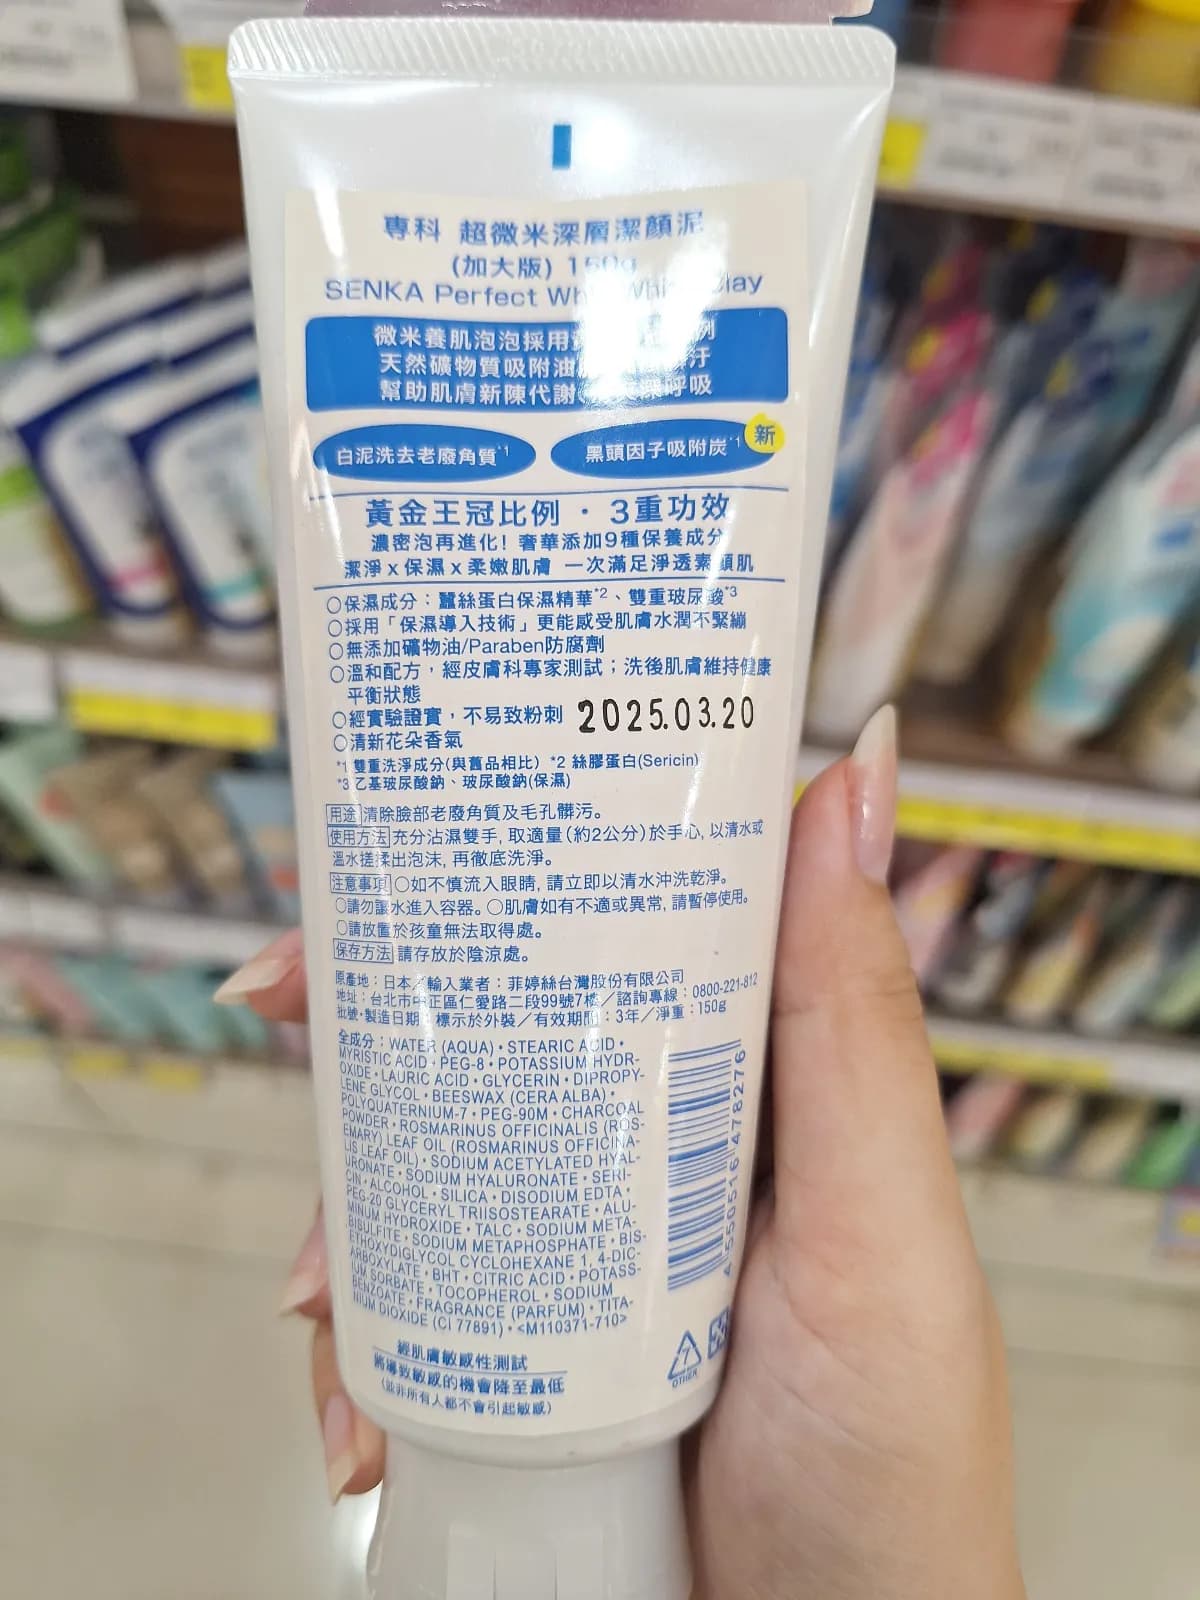 専科 超微米深層潔顏泥
(加大版) 150g
SENKA Perfect Whip White Clay
微米養肌泡泡採用
天然礦物質吸附油
幫助肌膚新陳代謝 呼吸
白泥洗去老廢角質*1
黑頭因子吸附炭*1
新
黃金王冠比例・3重功效
濃密泡再進化! 奢華添加9種保養成分
潔淨x保濕x柔嫩肌膚 一次滿足淨透素顏肌
○保濕成分：蠶絲蛋白保濕精華*2、雙重玻尿酸*3
○採用「保濕導入技術」更能感受肌膚水潤不緊繃
○無添加礦物油/Paraben防腐劑
○溫和配方，經皮膚科專家測試；洗後肌膚維持健康
平衡狀態
○經實驗證實，不易致粉刺
2025.03.20
○清新花朵香氣
*1 雙重洗淨成分(與舊品相比) *2 絲膠蛋白(Sericin)
*3 乙基玻尿酸鈉、玻尿酸鈉(保濕)
用途 清除臉部老廢角質及毛孔髒污。
使用方法 充分沾濕雙手, 取適量(約2公分)於手心, 以清水或
溫水搓揉出泡沫, 再徹底洗淨。
注意事項 ○如不慎流入眼睛, 請立即以清水沖洗乾淨。
○請勿讓水進入容器。○肌膚如有不適或異常, 請暫停使用。
○請放置於孩童無法取得處。
保存方法 請存放於陰涼處。
原產地：日本／輸入業者：菲婷絲台灣股份有限公司
地址：台北市中正區仁愛路二段99號7樓／諮詢專線：0800-221-812
批號・製造日期：標示於外裝／有效期間：3年／淨重：150g
全成分：WATER (AQUA)・STEARIC ACID・
MYRISTIC ACID・PEG-8・POTASSIUM HYDR-
OXIDE・LAURIC ACID・GLYCERIN・DIPROPY-
LENE GLYCOL・BEESWAX (CERA ALBA)・
POLYQUATERNIUM-7・PEG-90M・CHARCOAL
POWDER・ROSMARINUS OFFICINALIS (ROS-
EMARY) LEAF OIL (ROSMARINUS OFFICINA-
LIS LEAF OIL)・SODIUM ACETYLATED HYAL-
URONATE・SODIUM HYALURONATE・SERI-
CIN・ALCOHOL・SILICA・DISODIUM EDTA・
PEG-20 GLYCERYL TRIISOSTEARATE・ALU-
MINUM HYDROXIDE・TALC・SODIUM META-
BISULFITE・SODIUM METAPHOSPHATE・BIS-
ETHOXYDIGLYCOL CYCLOHEXANE 1, 4-DIC-
ARBOXYLATE・BHT・CITRIC ACID・POTASS-
IUM SORBATE・TOCOPHEROL・SODIUM
BENZOATE・FRAGRANCE (PARFUM)・TITA-
NIUM DIOXIDE (CI 77891)・<M110371-710>
4 550516 478276
經肌膚敏感性測試
將導致敏感的機會降至最低
(並非所有人都不會引起敏感)
7
OTHER